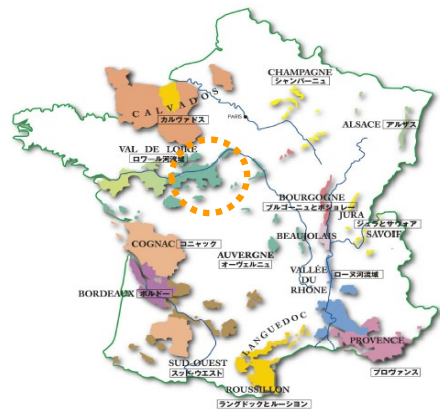 CHAMPAGNE
シャンパーニュ
CALVADOS
カルヴァドス
PARIS
ALSACE アルザス
VAL DE LOIRE
ロワール河流域
BOURGOGNE
ブルゴーニュとボジョレー
JURA
ジュラとサヴォア
SAVOIE
BEAUJOLAIS
COGNAC コニャック
AUVERGNE
オーヴェルニュ
VALLÉE
DU
RHÔNE
ローヌ河流域
BORDEAUX ボルドー
LANGUEDOC
PROVENCE
プロヴァンス
SUD-OUEST
スッド・ウエスト
ROUSSILLON
ラングドックとルーション